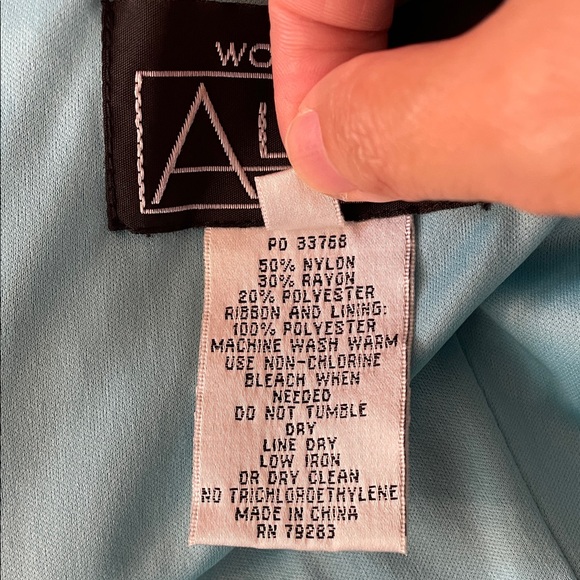 PO 33768
50% NYLON
30% RAYON
20% POLYESTER
RIBBON AND LINING:
100% POLYESTER
MACHINE WASH WARM
USE NON-CHLORINE
BLEACH WHEN
NEEDED
DO NOT TUMBLE
DRY
LINE DRY
LOW IRON
OR DRY CLEAN
NO TRICHLOROETHYLENE
MADE IN CHINA
RN 79283